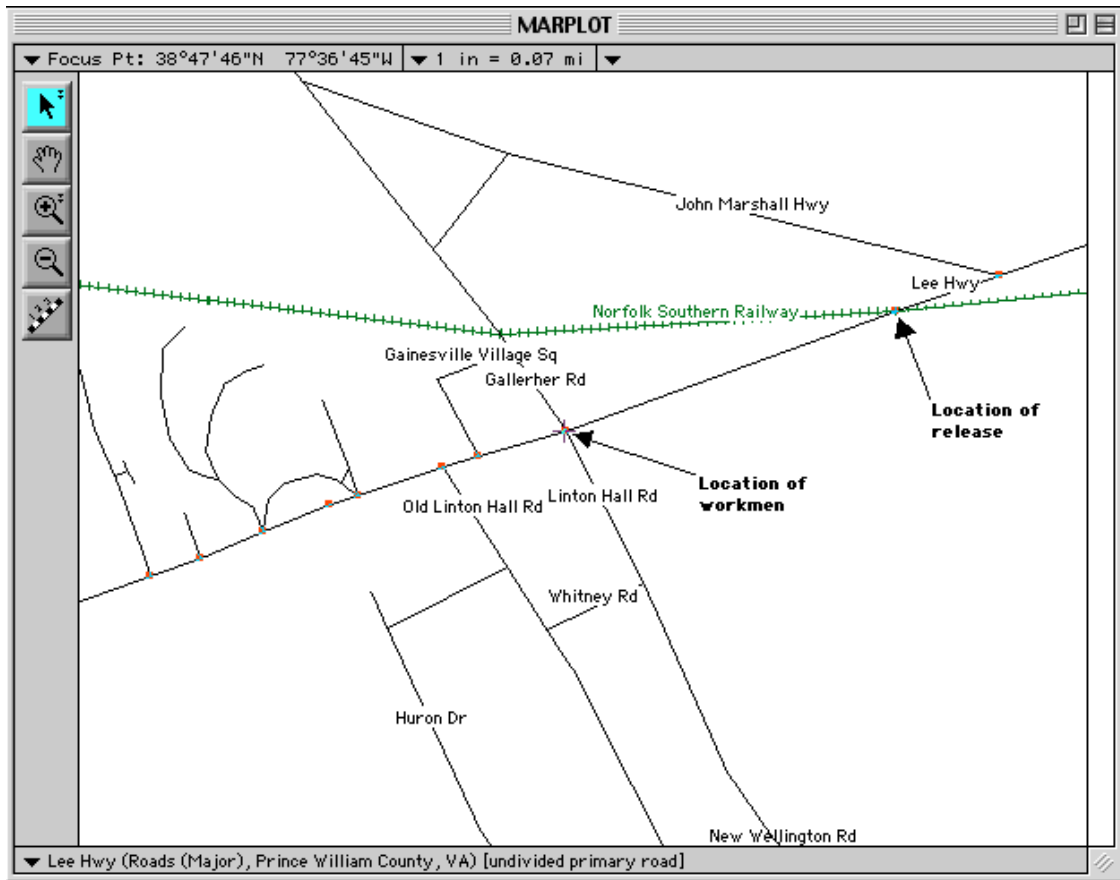 MARPLOT
Focus Pt: 38°47'46"N 77°36'45"W 1 in = 0.07 mi
John Marshall Hwy
Lee Hwy
Norfolk Southern Railway
Gainesville Village Sq
Gallerher Rd
Location of
release
Location of
workmen
Linton Hall Rd
Old Linton Hall Rd
Whitney Rd
Huron Dr
New Wellington Rd
Lee Hwy (Roads (Major), Prince William County, VA) [undivided primary road]